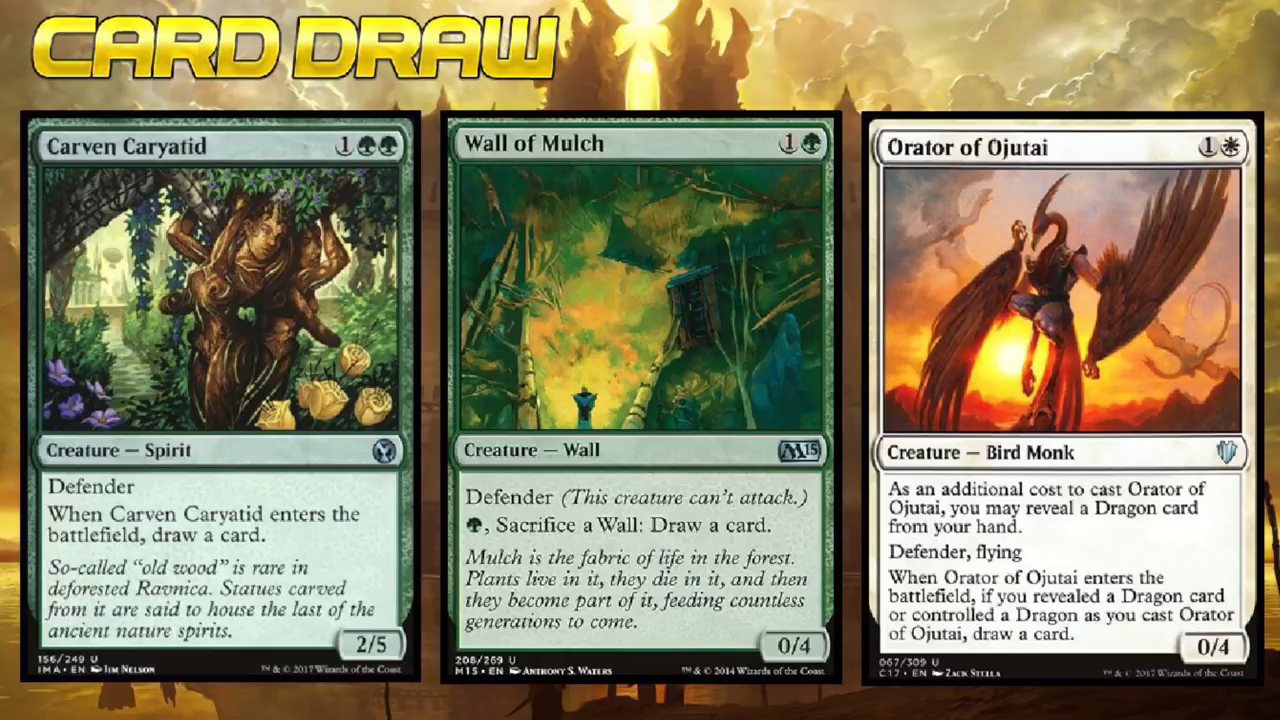 CARD DRAW
Carven Caryatid 1
Creature — Spirit
Defender
When Carven Caryatid enters the
battlefield, draw a card.
So-called "old wood" is rare in
deforested Ravnica. Statues carved
from it are said to house the last of the
ancient nature spirits.
2/5
156/249 U
IMA • EN Jim Nelson
™ & © 2017 Wizards of the Coast
Wall of Mulch 1
Creature — Wall
M15
Defender (This creature can't attack.)
, Sacrifice a Wall: Draw a card.
Mulch is the fabric of life in the forest.
Plants live in it, they die in it, and then
they become part of it, feeding countless
generations to come.
0/4
208/269 U
M15 • EN Anthony S. Waters
™ & © 2014 Wizards of the Coast
Orator of Ojutai 1
Creature — Bird Monk
As an additional cost to cast Orator of
Ojutai, you may reveal a Dragon card
from your hand.
Defender, flying
When Orator of Ojutai enters the
battlefield, if you revealed a Dragon card
or controlled a Dragon as you cast Orator
of Ojutai, draw a card.
0/4
067/309 U
C17 • EN Zack Stella
™ & © 2017 Wizards of the Coast